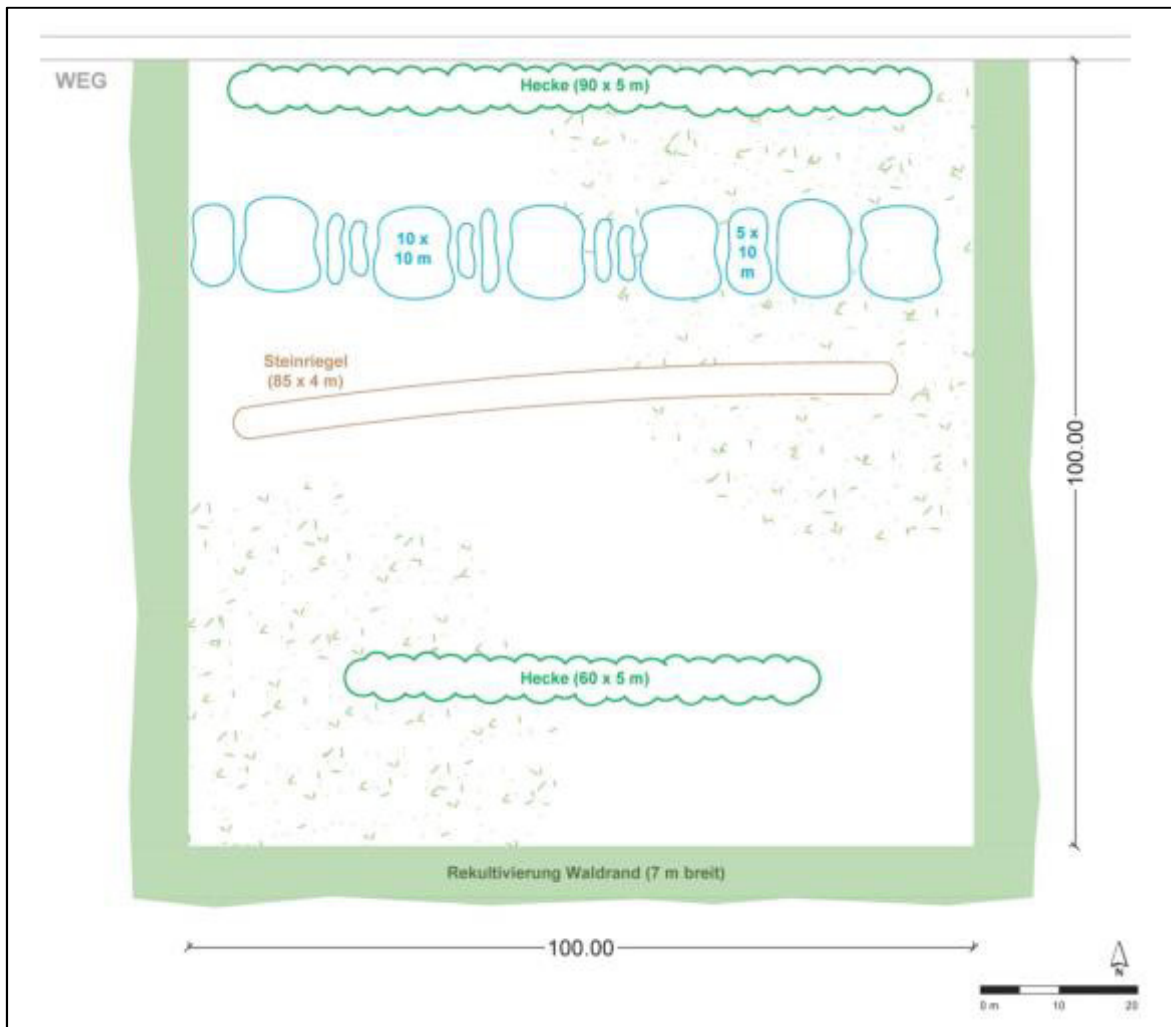 WEG
Hecke (90 x 5 m)
10 x
10 m
5 x
10
m
Steinriegel
(85 x 4 m)
100.00
Hecke (60 x 5 m)
Rekultivierung Waldrand (7 m breit)
100.00
N
0 m 10 20